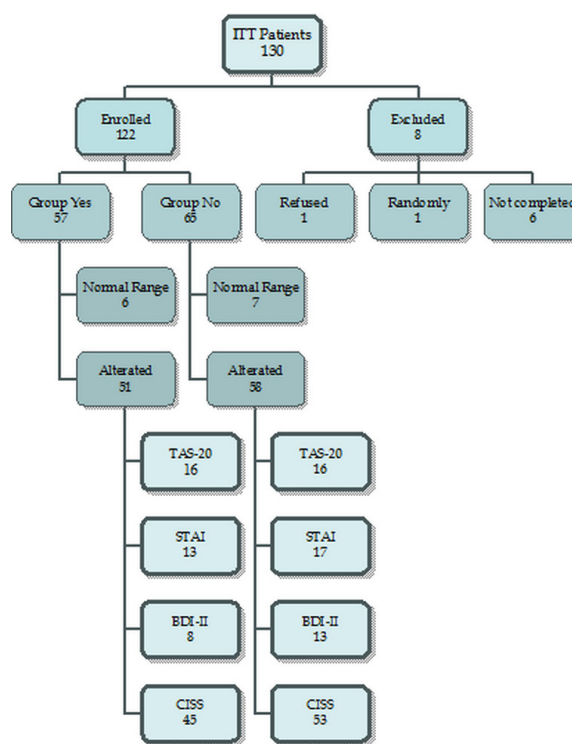 ITT Patients
130
Enrolled
122
Excluded
8
Group Yes
57
Group No
65
Refused
1
Randomly
1
Not completed
6
Normal Range
6
Normal Range
7
Alterated
51
Alterated
58
TAS-20
16
TAS-20
16
STAI
13
STAI
17
BDI-II
8
BDI-II
13
CISS
45
CISS
53